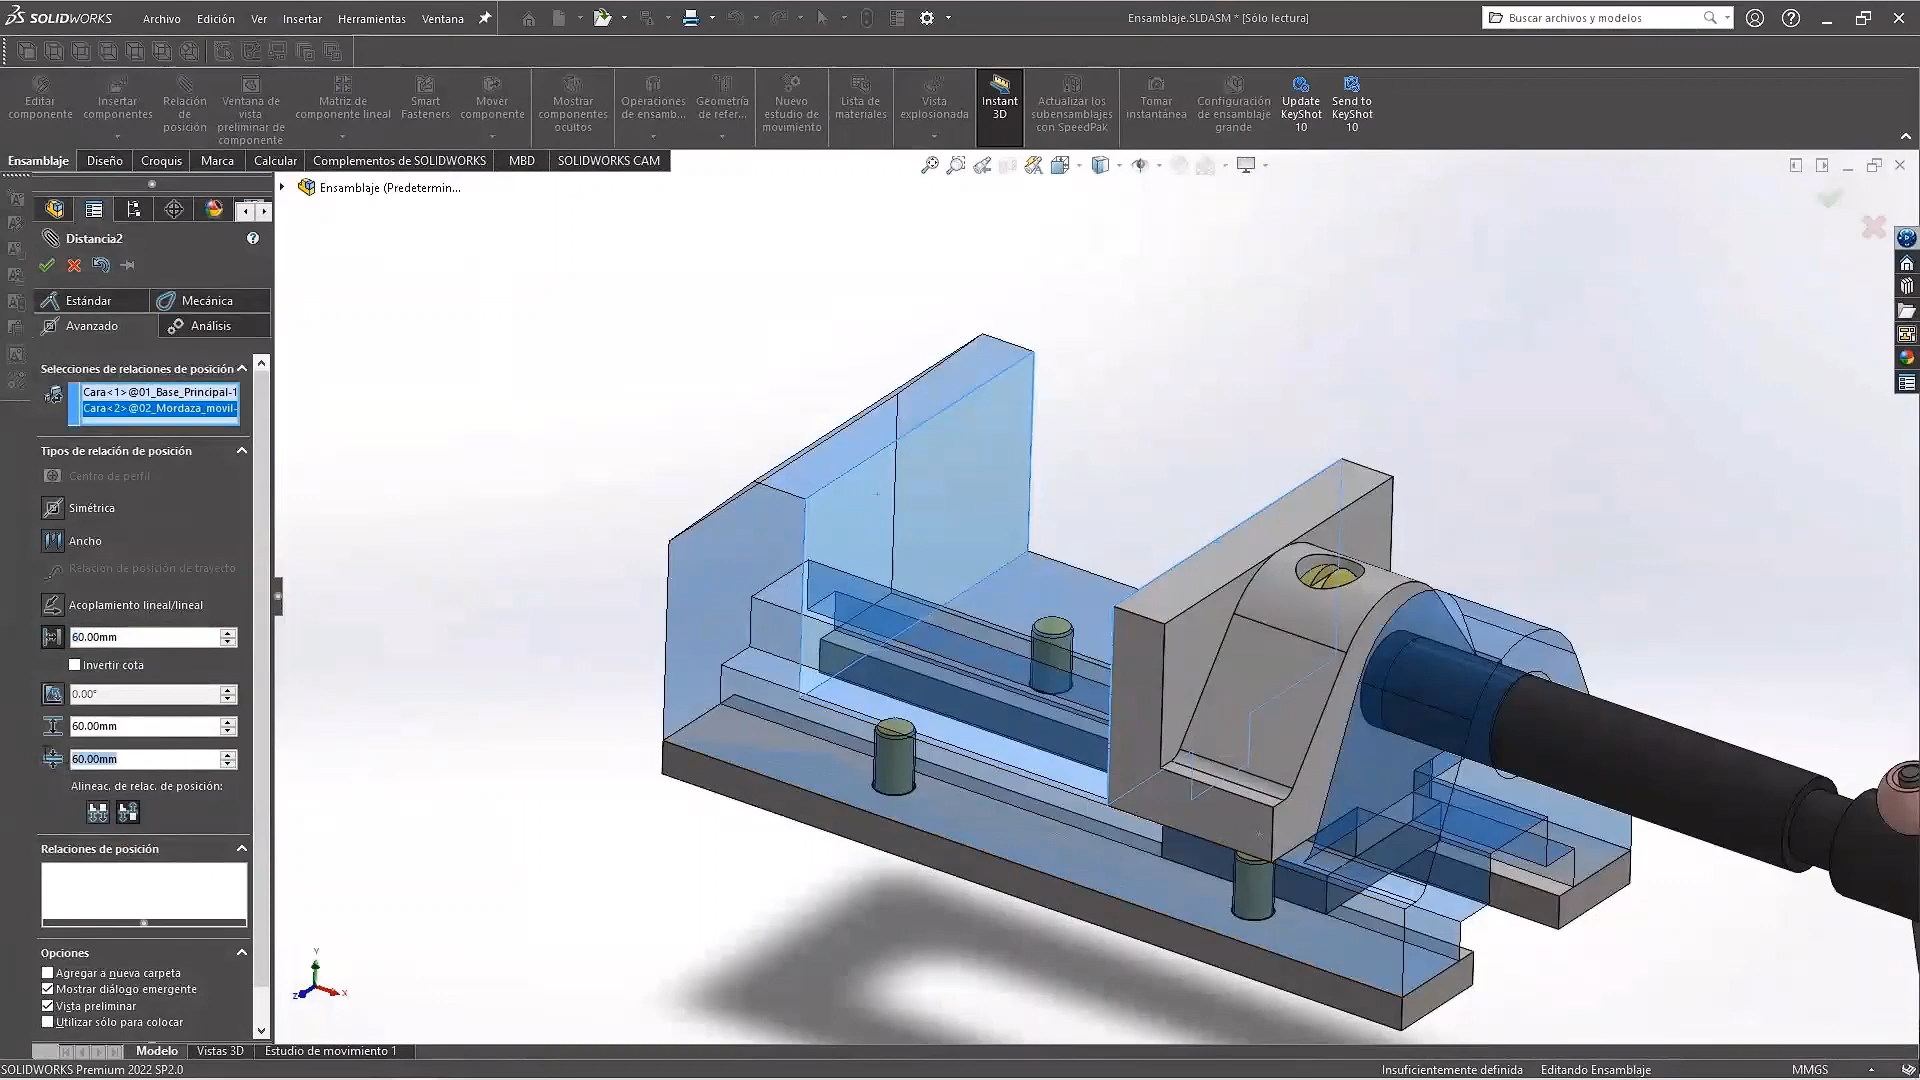 SOLIDWORKS
Archivo Edición Ver Insertar Herramientas Ventana
Ensamblaje.SLDASM * [Sólo lectura]
Buscar archivos y modelos
Editar componente
Insertar componentes
Relación de posición
Ventana de vista preliminar de componente
Matriz de componente lineal
Smart Fasteners
Mover componente
Mostrar componentes ocultos
Operaciones de ensamb...
Geometría de refer...
Nuevo estudio de movimiento
Lista de materiales
Vista explosionada
Instant 3D
Actualizar los subensamblajes con SpeedPak
Tomar instantánea
Configuración de ensamblaje grande
Update KeyShot 10
Send to KeyShot 10
Ensamblaje Diseño Croquis Marca Calcular Complementos de SOLIDWORKS MBD SOLIDWORKS CAM
Ensamblaje (Predetermin...
Distancia2
Estándar Mecánica
Avanzado Análisis
Selecciones de relaciones de posición
Cara<1>@01_Base_Principal-1
Cara<2>@02_Mordaza_movil-
Tipos de relación de posición
Centro de perfil
Simétrica
Ancho
Relación de posición de trayecto
Acoplamiento lineal/lineal
60.00mm
Invertir cota
0.00°
60.00mm
60.00mm
Alineac. de relac. de posición:
Relaciones de posición
Opciones
Agregar a nueva carpeta
Mostrar diálogo emergente
Vista preliminar
Utilizar sólo para colocar
Y
Z X
Modelo Vistas 3D Estudio de movimiento 1
SOLIDWORKS Premium 2022 SP2.0
Insuficientemente definida Editando Ensamblaje MMGS